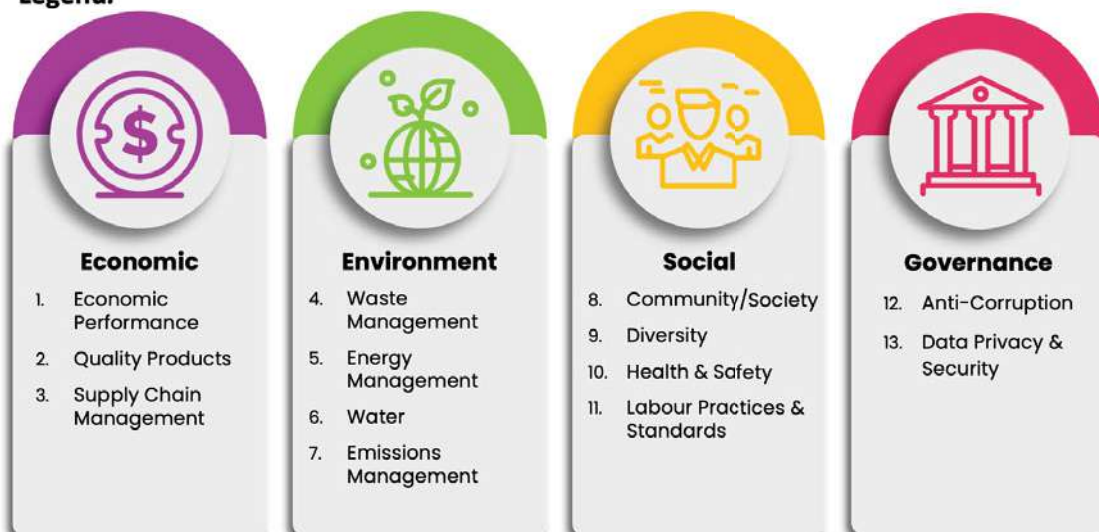 Legend:
Economic
1. Economic
Performance
2. Quality Products
3. Supply Chain
Management
Environment
4. Waste
Management
5. Energy
Management
6. Water
7. Emissions
Management
Social
8. Community/Society
9. Diversity
10. Health & Safety
11. Labour Practices &
Standards
Governance
12. Anti-Corruption
13. Data Privacy &
Security